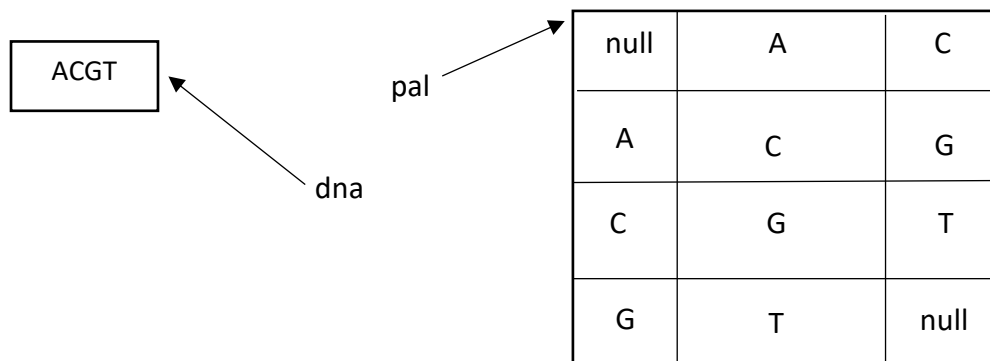 ACGT
dna
pal
null A C
A C G
C G T
G T null